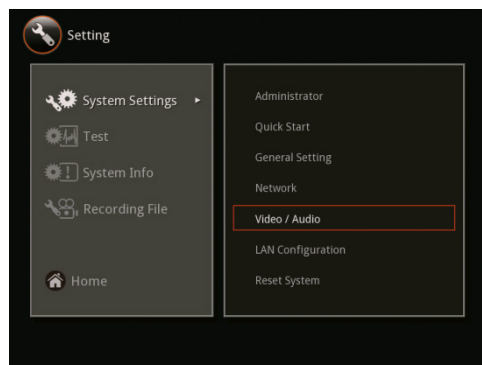 Setting
System Settings
Test
System Info
Recording File
Home
Administrator
Quick Start
General Setting
Network
Video / Audio
LAN Configuration
Reset System